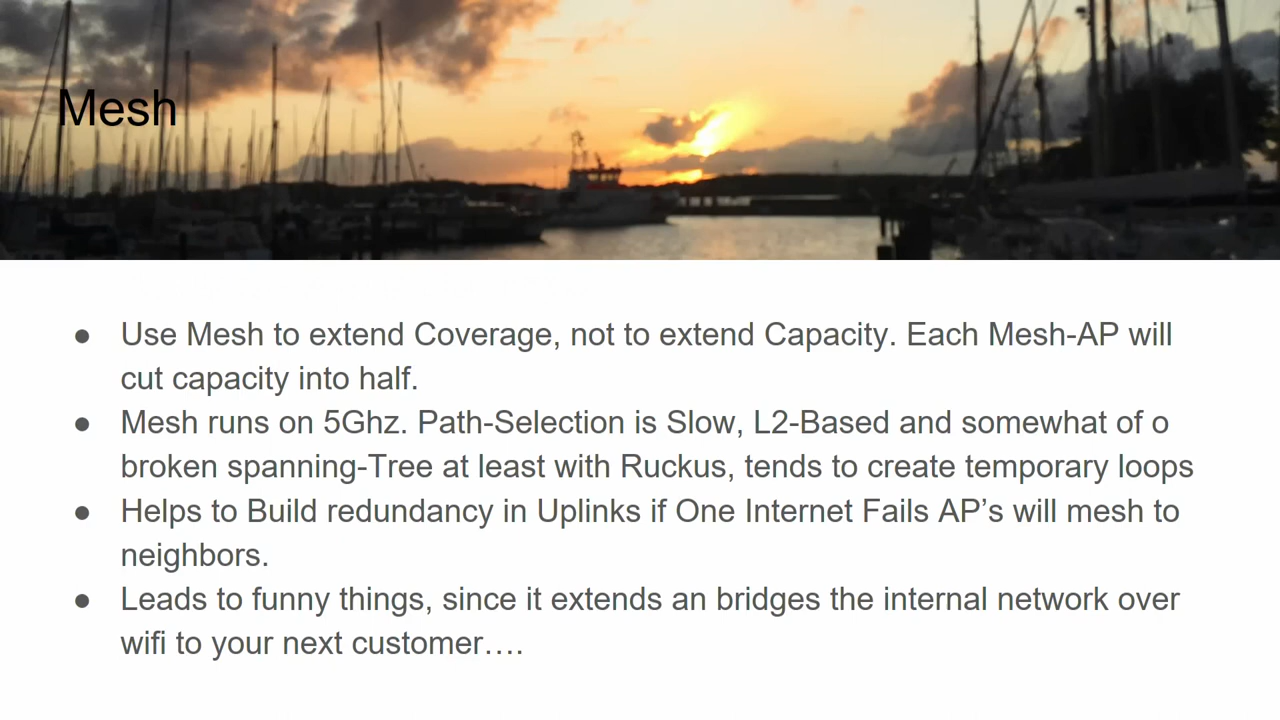 Mesh
● Use Mesh to extend Coverage, not to extend Capacity. Each Mesh-AP will
cut capacity into half.
● Mesh runs on 5Ghz. Path-Selection is Slow, L2-Based and somewhat of o
broken spanning-Tree at least with Ruckus, tends to create temporary loops
● Helps to Build redundancy in Uplinks if One Internet Fails AP’s will mesh to
neighbors.
● Leads to funny things, since it extends an bridges the internal network over
wifi to your next customer….